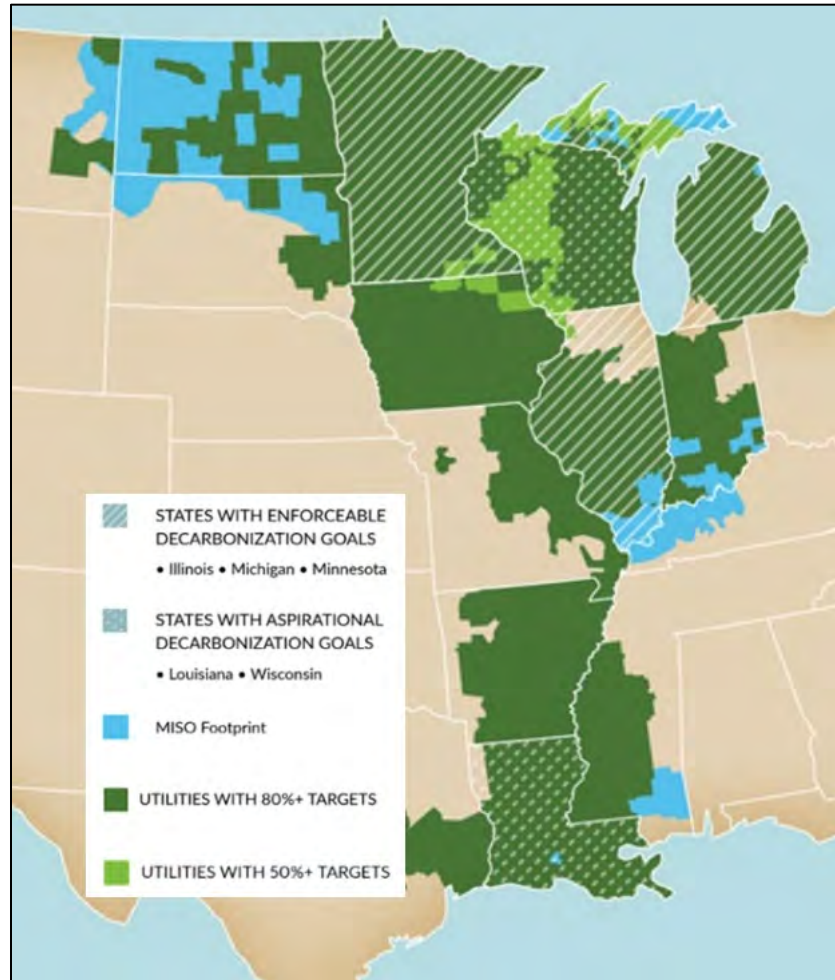 STATES WITH ENFORCEABLE
DECARBONIZATION GOALS
• Illinois • Michigan • Minnesota
STATES WITH ASPIRATIONAL
DECARBONIZATION GOALS
• Louisiana • Wisconsin
MISO Footprint
UTILITIES WITH 80%+ TARGETS
UTILITIES WITH 50%+ TARGETS